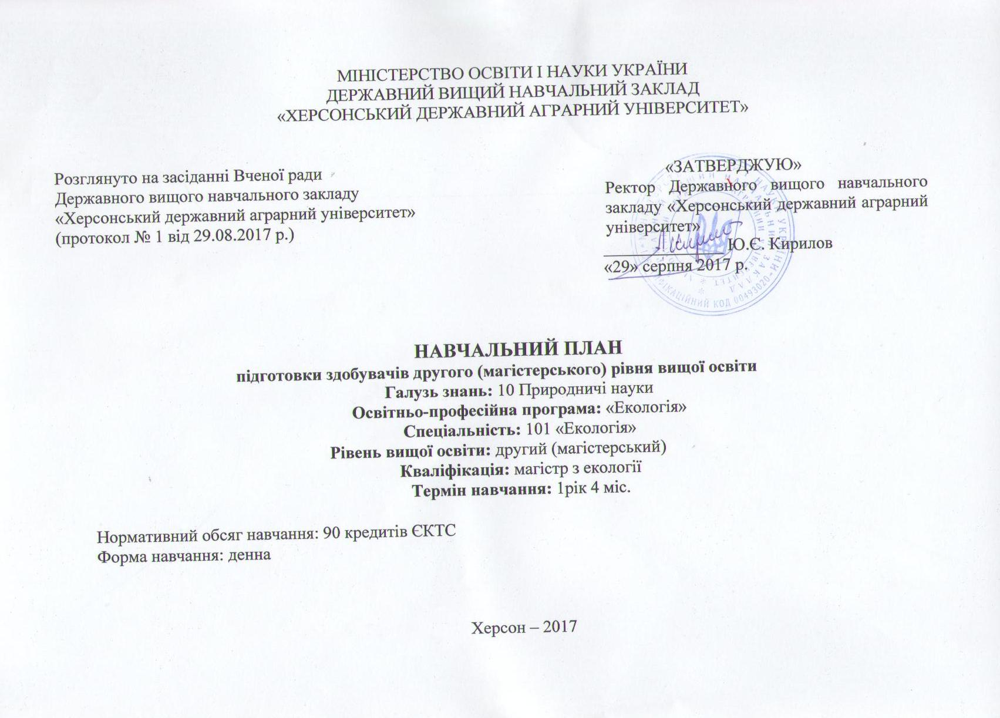 МІНІСТЕРСТВО ОСВІТИ І НАУКИ УКРАЇНИ
ДЕРЖАВНИЙ ВИЩИЙ НАВЧАЛЬНИЙ ЗАКЛАД
«ХЕРСОНСЬКИЙ ДЕРЖАВНИЙ АГРАРНИЙ УНІВЕРСИТЕТ»
Розглянуто на засіданні Вченої ради
Державного вищого навчального закладу
«Херсонський державний аграрний університет»
(протокол № 1 від 29.08.2017 р.)
«ЗАТВЕРДЖУЮ»
Ректор Державного вищого навчального
закладу «Херсонський державний аграрний
університет»
Ю.Є. Кирилов
«29» серпня 2017 р.
КОД 00493020
НАВЧАЛЬНИЙ ПЛАН
підготовки здобувачів другого (магістерського) рівня вищої освіти
Галузь знань: 10 Природничі науки
Освітньо-професійна програма: «Екологія»
Спеціальність: 101 «Екологія»
Рівень вищої освіти: другий (магістерський)
Кваліфікація: магістр з екології
Термін навчання: 1рік 4 міс.
Нормативний обсяг навчання: 90 кредитів ЄКТС
Форма навчання: денна
Херсон – 2017